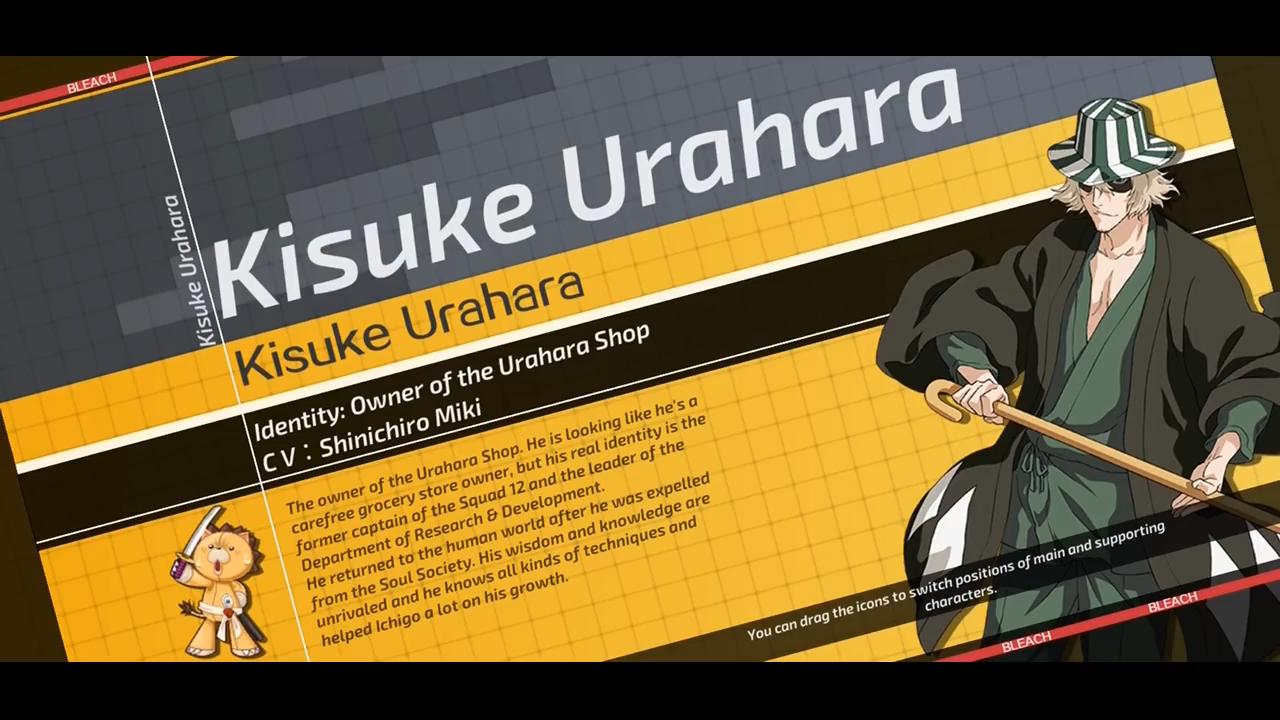 BLEACH
Kisuke Urahara
Kisuke Urahara
Kisuke Urahara
Identity: Owner of the Urahara Shop
CV：Shinichiro Miki
The owner of the Urahara Shop. He is looking like he's a
carefree grocery store owner, but his real identity is the
former captain of the Squad 12 and the leader of the
Department of Research & Development.
He returned to the human world after he was expelled
from the Soul Society. His wisdom and knowledge are
unrivaled and he knows all kinds of techniques and
helped Ichigo a lot on his growth.
You can drag the icons to switch positions of main and supporting
characters.
BLEACH
BLEACH